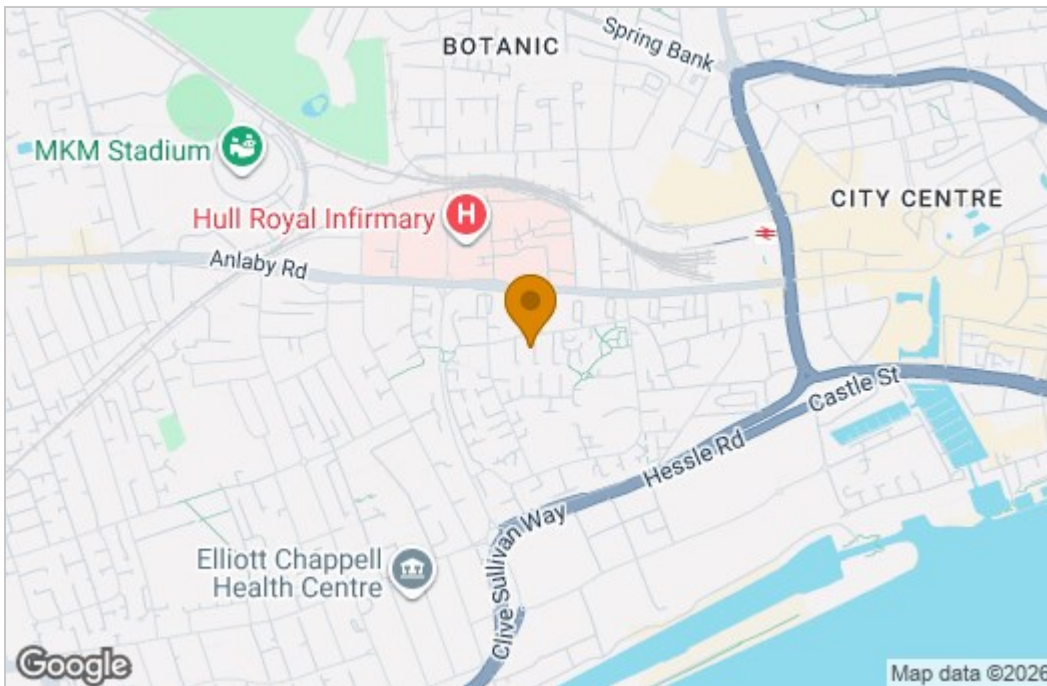 BOTANIC
Spring Bank
MKM Stadium
CITY CENTRE
Hull Royal Infirmary
H
Anlaby Rd
Castle St
Hessle Rd
Clive Sullivan Way
Elliott Chappell
Health Centre
Google
Map data ©2026